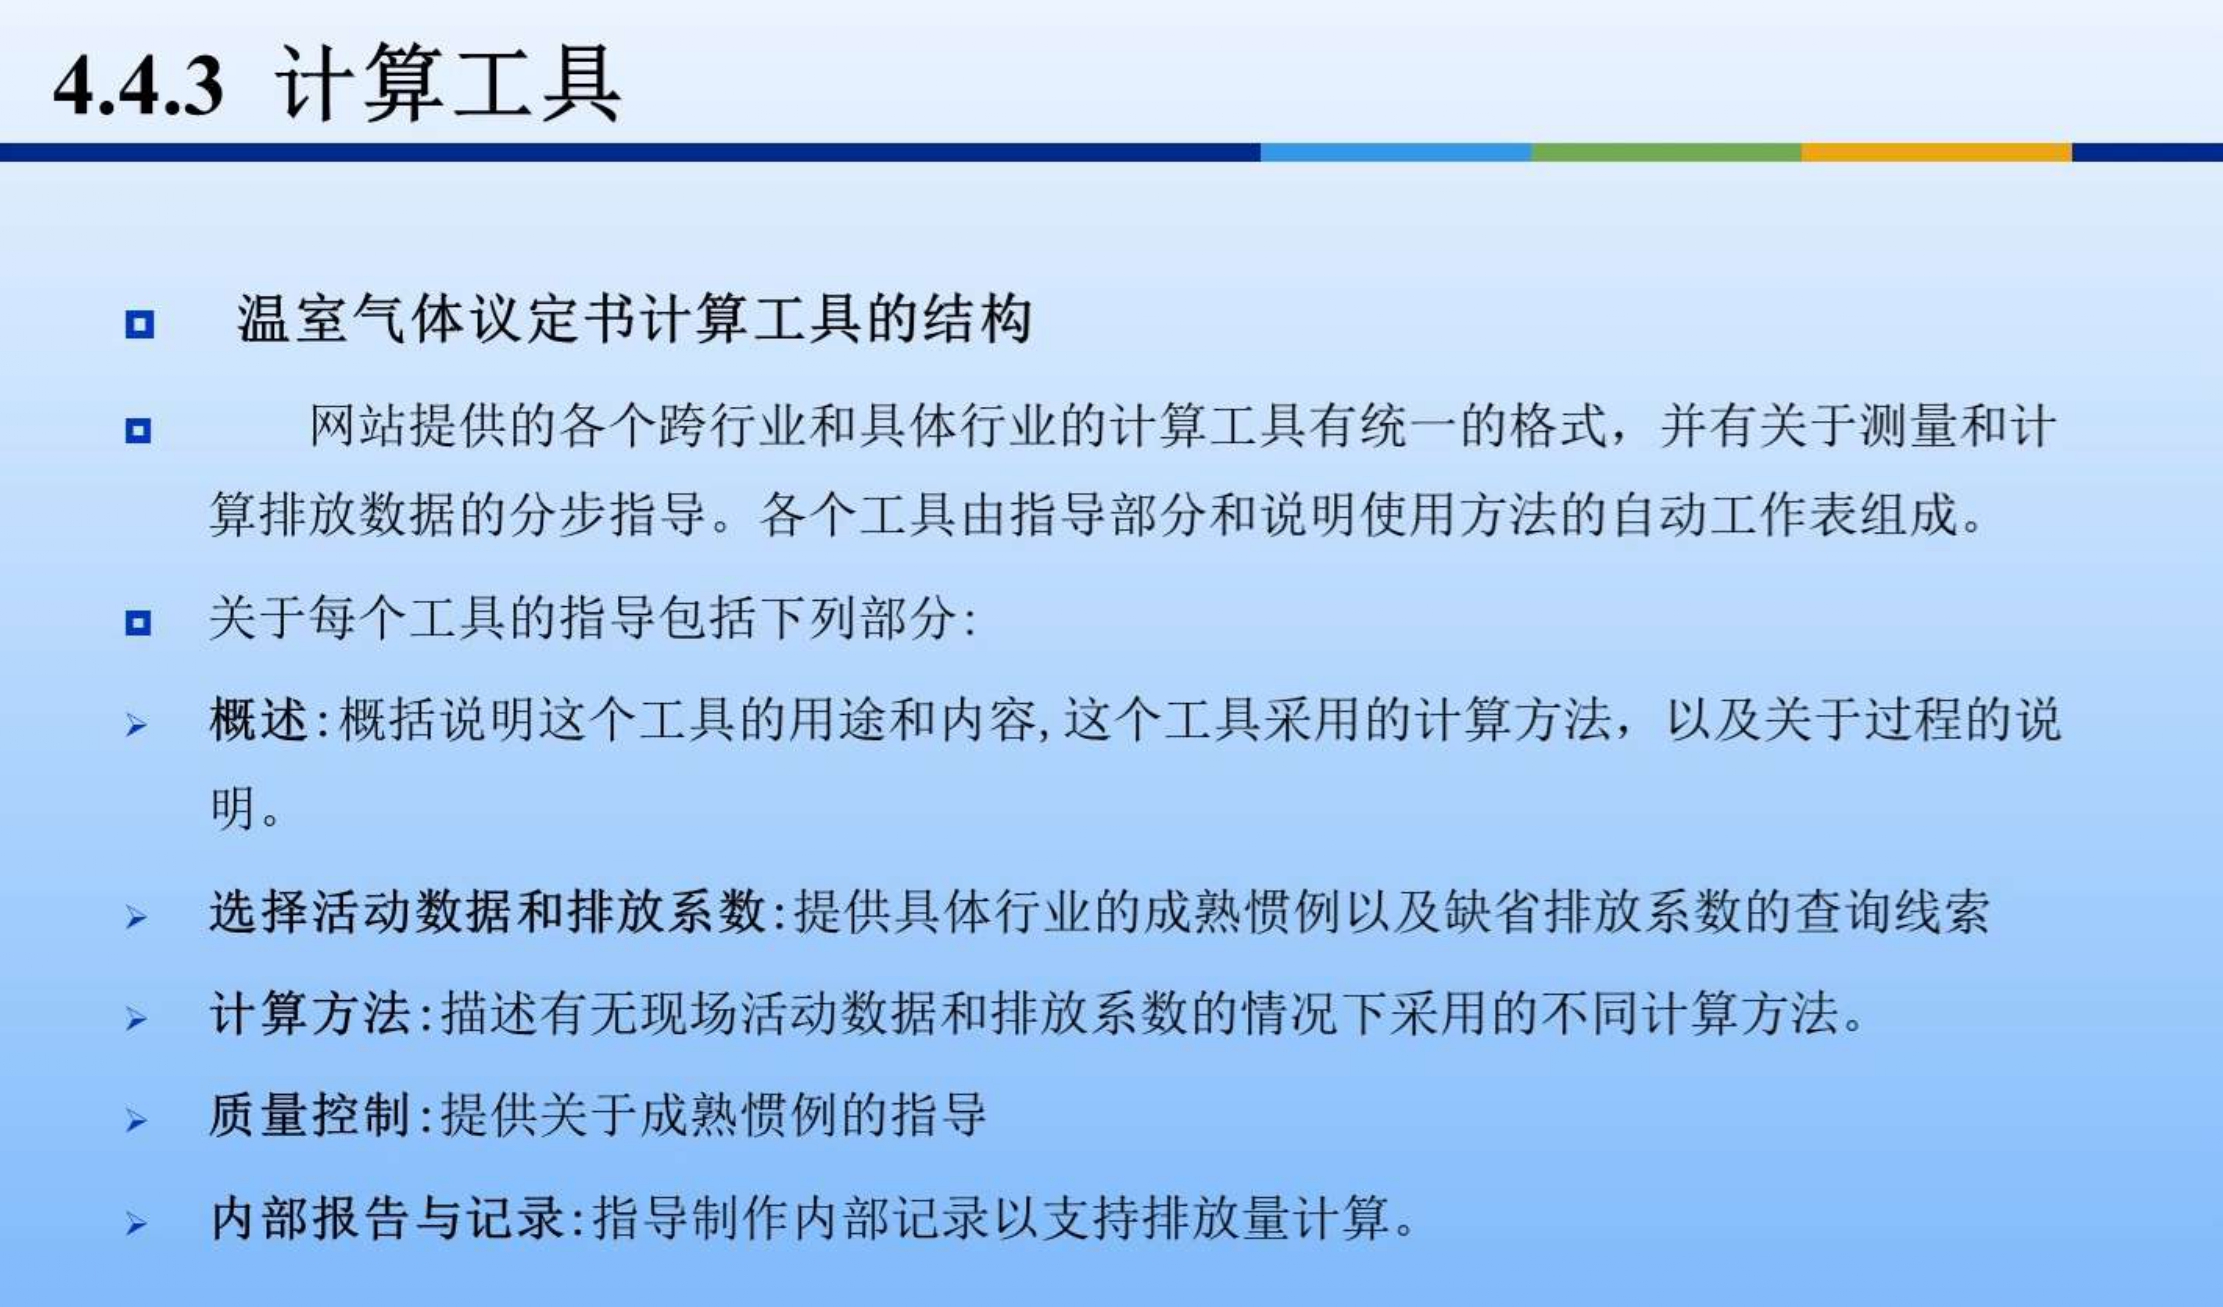 4.4.3 计算工具
温室气体议定书计算工具的结构
网站提供的各个跨行业和具体行业的计算工具有统一的格式，并有关于测量和计
算排放数据的分步指导。各个工具由指导部分和说明使用方法的自动工作表组成。
关于每个工具的指导包括下列部分:
概述:概括说明这个工具的用途和内容,这个工具采用的计算方法，以及关于过程的说
明。
选择活动数据和排放系数:提供具体行业的成熟惯例以及缺省排放系数的查询线索
计算方法:描述有无现场活动数据和排放系数的情况下采用的不同计算方法。
质量控制:提供关于成熟惯例的指导
内部报告与记录:指导制作内部记录以支持排放量计算。